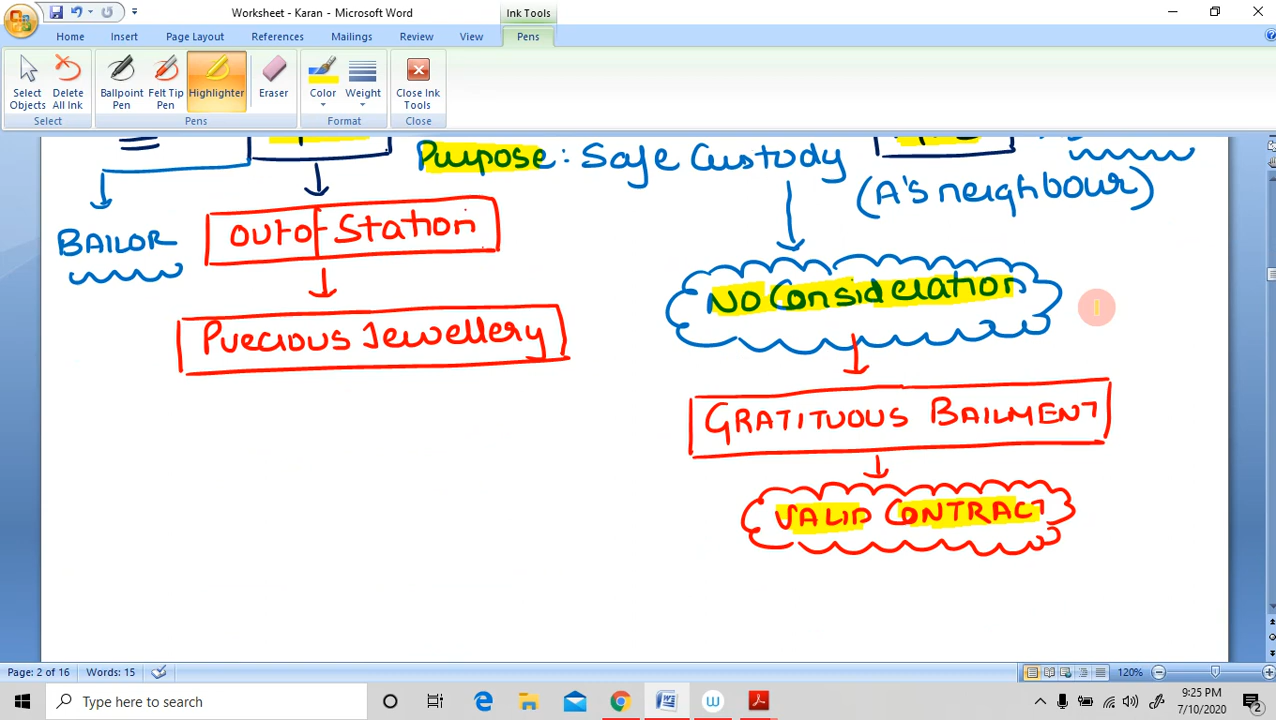 Worksheet - Karan - Microsoft Word
Ink Tools
Home Insert Page Layout References Mailings Review View Pens
Select Objects
Delete All Ink
Ballpoint Pen
Felt Tip Pen
Highlighter
Eraser
Color
Weight
Close Ink Tools
Select
Pens
Format
Close
Purpose: Safe Custody
(A's neighbour)
BAILOR
out of Station
No Consideration
Precious Jewellery
GRATITUOUS BAILMENT
VALID CONTRACT
Page: 2 of 16
Words: 15
120%
Type here to search
9:25 PM
7/10/2020
2